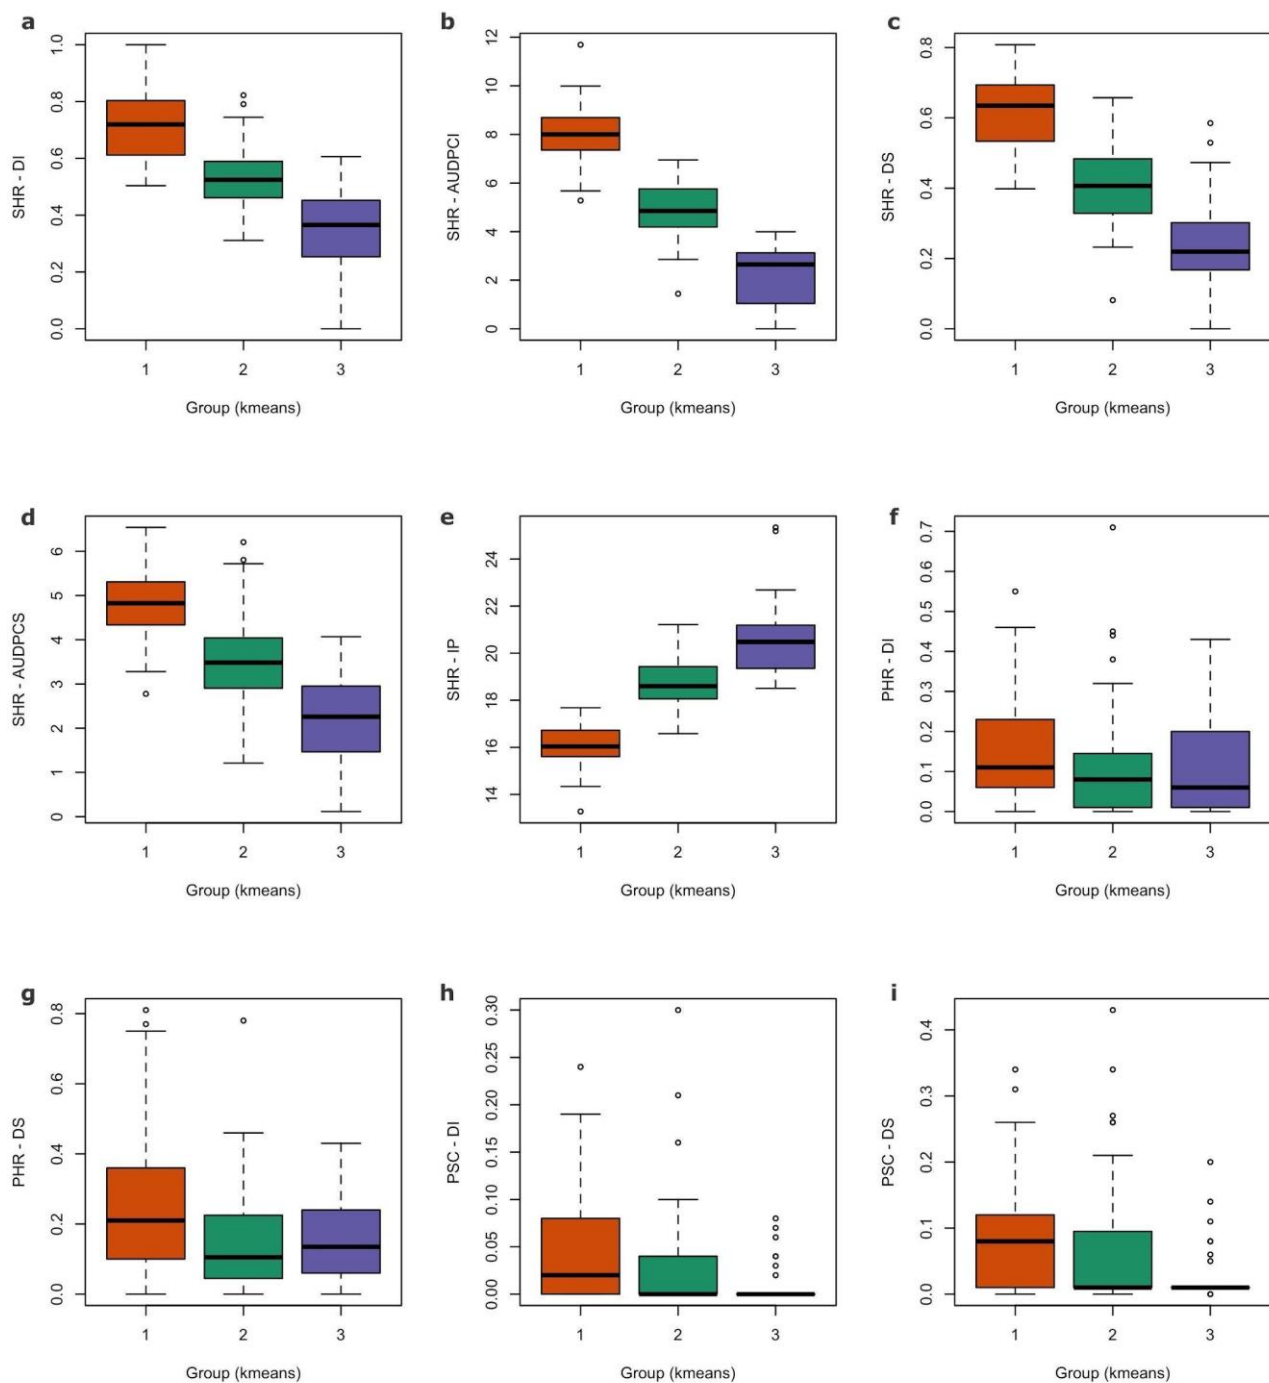 a
SHR - DI
0.0 0.2 0.4 0.6 0.8 1.0
1 2 3
Group (kmeans)
b
SHR - AUDPCI
0 2 4 6 8 10 12
1 2 3
Group (kmeans)
c
SHR - DS
0.0 0.2 0.4 0.6 0.8
1 2 3
Group (kmeans)
d
SHR - AUDPCS
0 1 2 3 4 5 6
1 2 3
Group (kmeans)
e
SHR - IP
14 16 18 20 22 24
1 2 3
Group (kmeans)
f
PHR - DI
0.0 0.1 0.2 0.3 0.4 0.5 0.6 0.7
1 2 3
Group (kmeans)
g
PHR - DS
0.0 0.2 0.4 0.6 0.8
1 2 3
Group (kmeans)
h
PSC - DI
0.00 0.05 0.10 0.15 0.20 0.25 0.30
1 2 3
Group (kmeans)
i
PSC - DS
0.0 0.1 0.2 0.3 0.4
1 2 3
Group (kmeans)